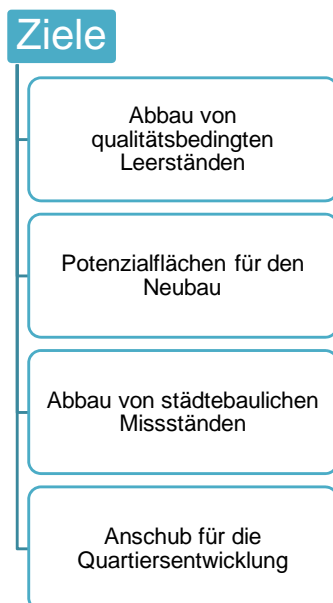 Ziele
Abbau von
qualitätsbedingten
Leerständen
Potenzialflächen für den
Neubau
Abbau von städtebaulichen
Missständen
Anschub für die
Quartiersentwicklung